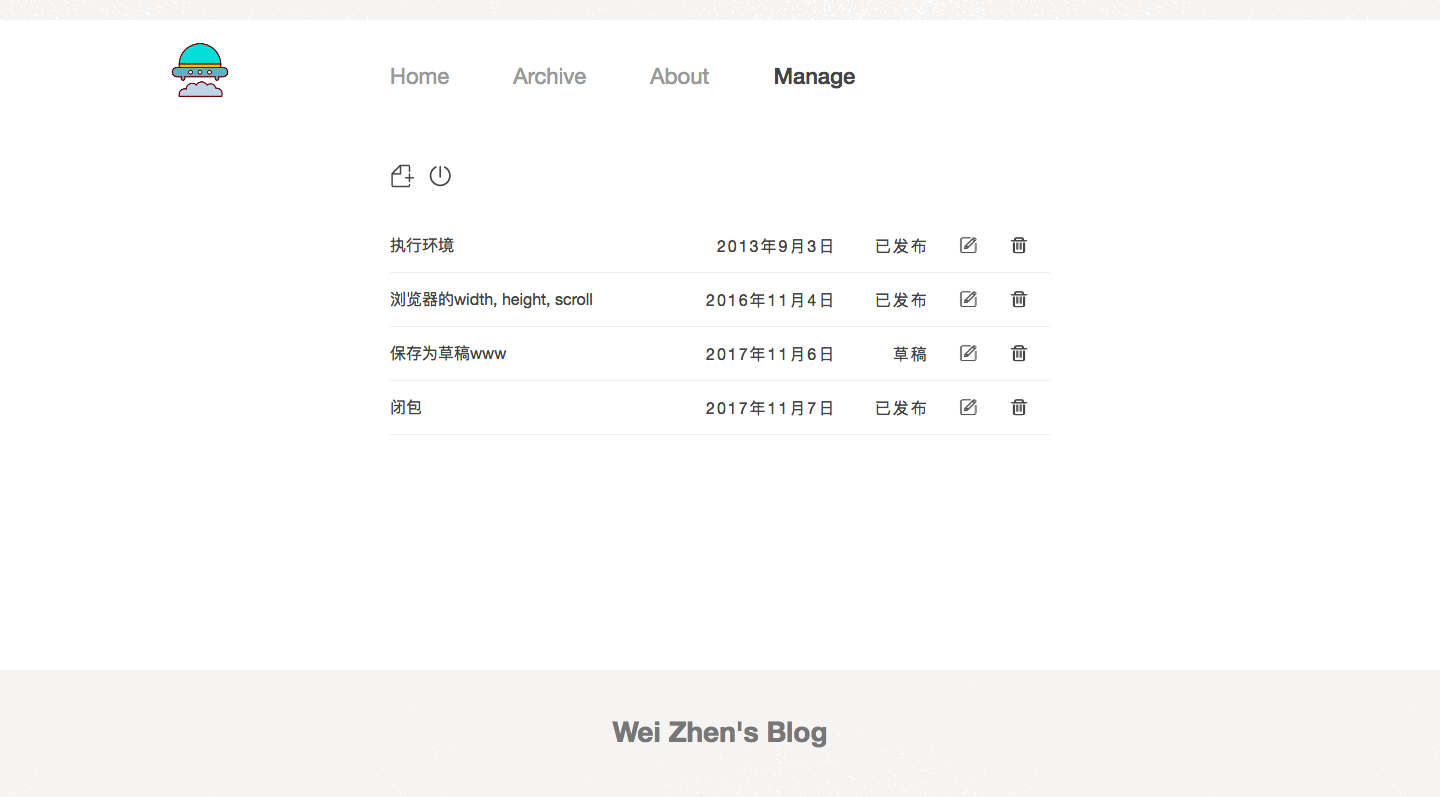 Home Archive About Manage
执行环境 2013年9月3日 已发布
浏览器的width, height, scroll 2016年11月4日 已发布
保存为草稿www 2017年11月6日 草稿
闭包 2017年11月7日 已发布
Wei Zhen's Blog